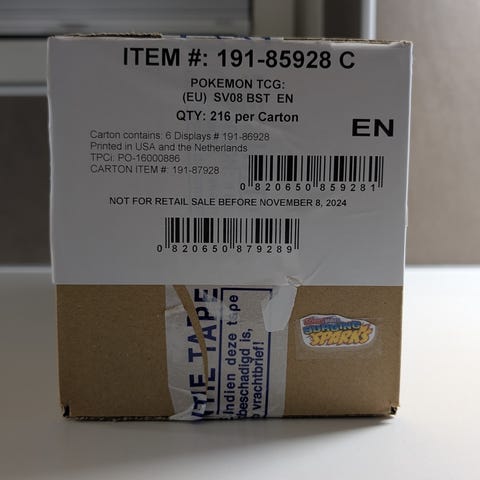 ITEM #: 191-85928 C
POKEMON TCG:
(EU) SV08 BST EN
QTY: 216 per Carton
EN
Carton contains: 6 Displays # 191-86928
Printed in USA and the Netherlands
TPCi: PO-16000886
CARTON ITEM #: 191-87928
0 820650 859281
NOT FOR RETAIL SALE BEFORE NOVEMBER 8, 2024
0 820650 879289
TIE TAPE
Indien deze tape
beschadigd is,
vrachtbrief!
SURGING
SPARKS